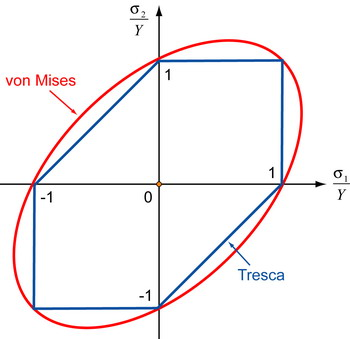 σ₂
Y
von Mises
1
σ₁
Y
1
-1
0
-1
Tresca